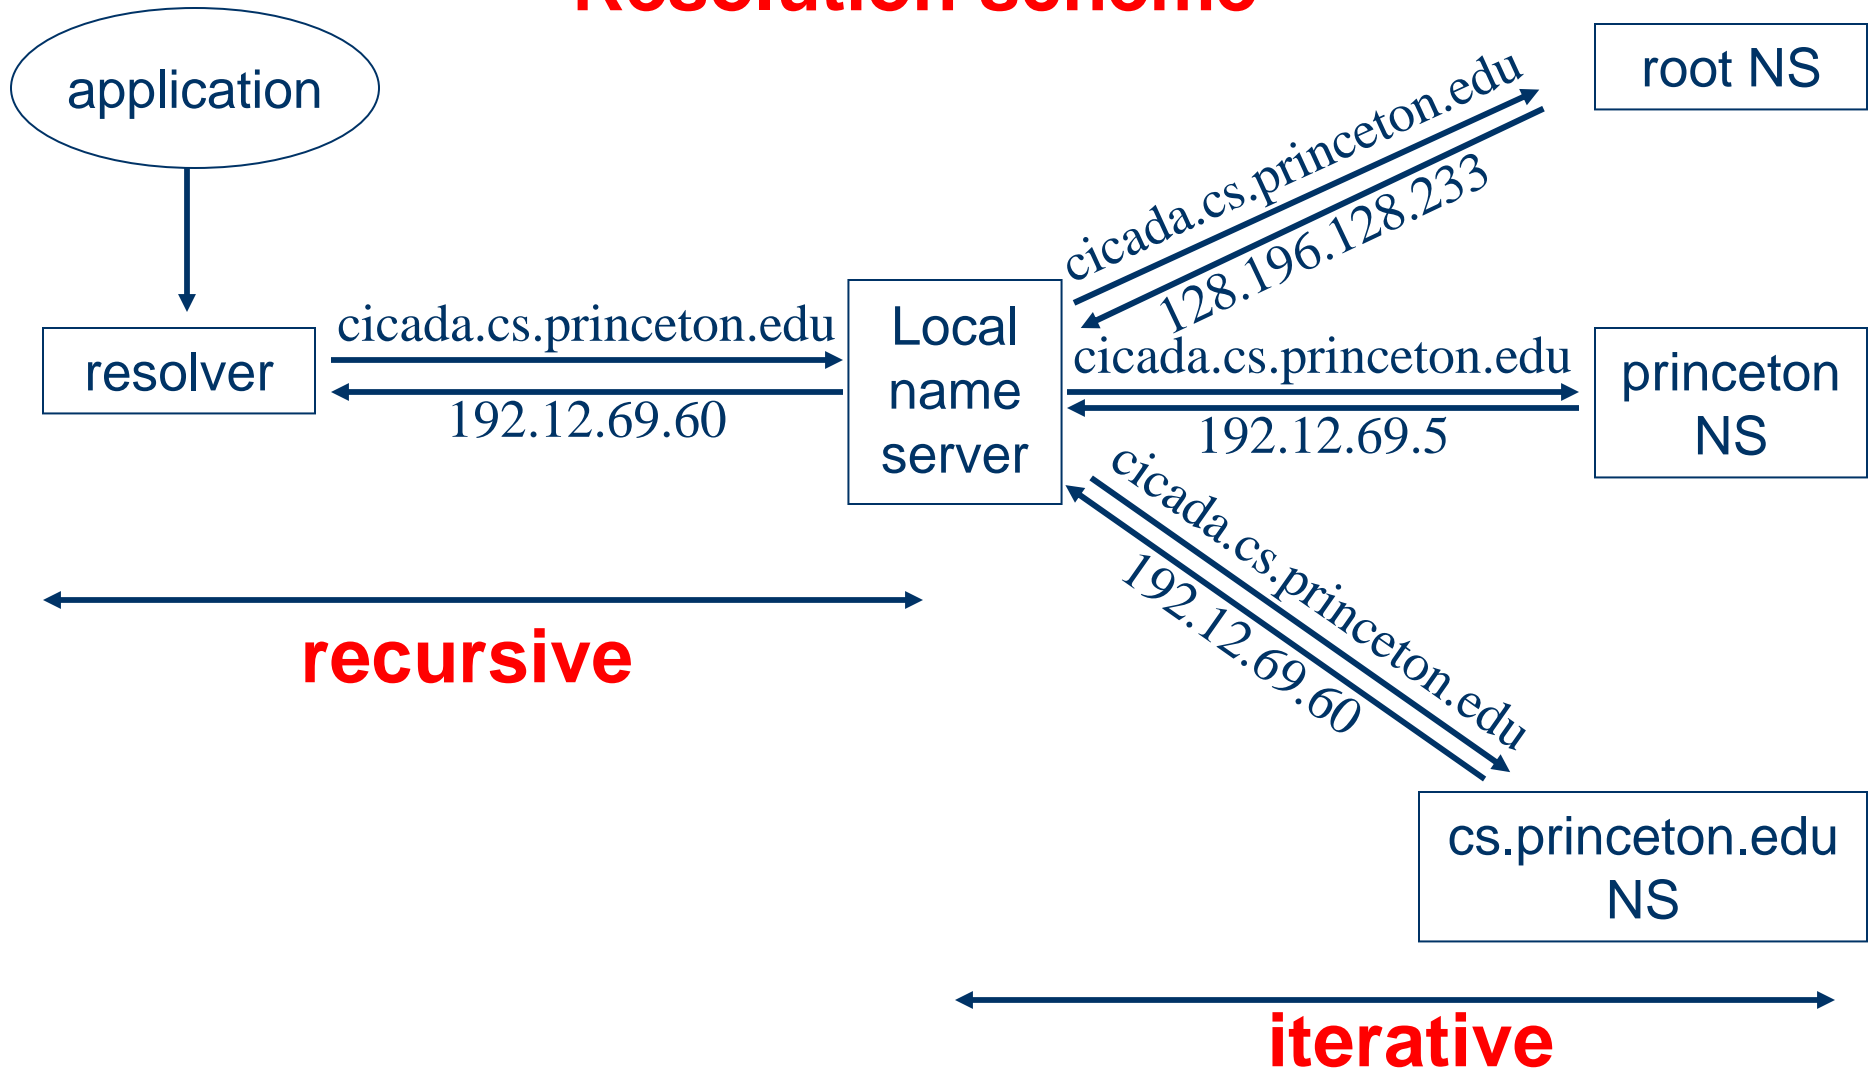 Resolution scheme
application
root NS
cicada.cs.princeton.edu
128.196.128.233
resolver
cicada.cs.princeton.edu
192.12.69.60
Local
name
server
cicada.cs.princeton.edu
192.12.69.5
princeton
NS
cicada.cs.princeton.edu
192.12.69.60
recursive
cs.princeton.edu
NS
iterative